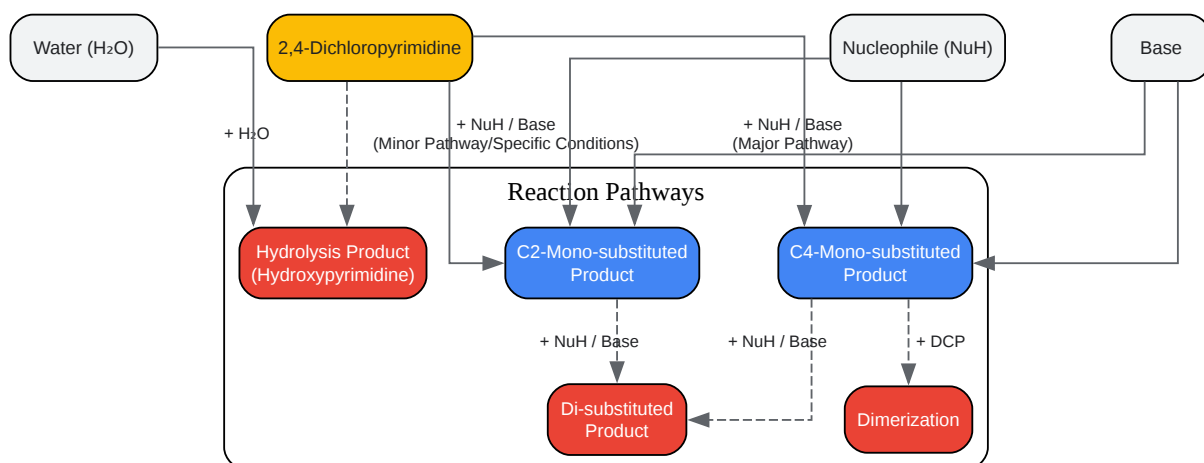 Water (H₂O)
2,4-Dichloropyrimidine
Nucleophile (NuH)
Base
+ H₂O
+ NuH / Base
(Minor Pathway/Specific Conditions)
+ NuH / Base
(Major Pathway)
Reaction Pathways
Hydrolysis Product
(Hydroxypyrimidine)
C2-Mono-substituted
Product
C4-Mono-substituted
Product
+ NuH / Base
+ NuH / Base
+ DCP
Di-substituted
Product
Dimerization